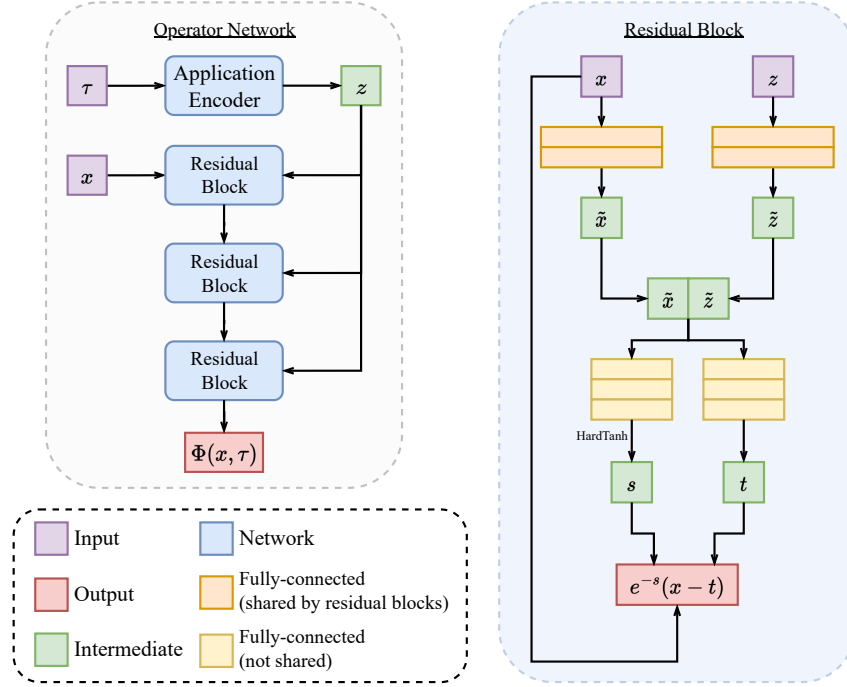 Operator Network
τ
Application
Encoder
z
x
Residual
Block
Residual
Block
Residual
Block
Φ(x, τ)
Input
Network
Output
Fully-connected
(shared by residual blocks)
Intermediate
Fully-connected
(not shared)
Residual Block
x
z
x̃
z̃
x̃ z̃
HardTanh
s
t
e^{-s}(x − t)